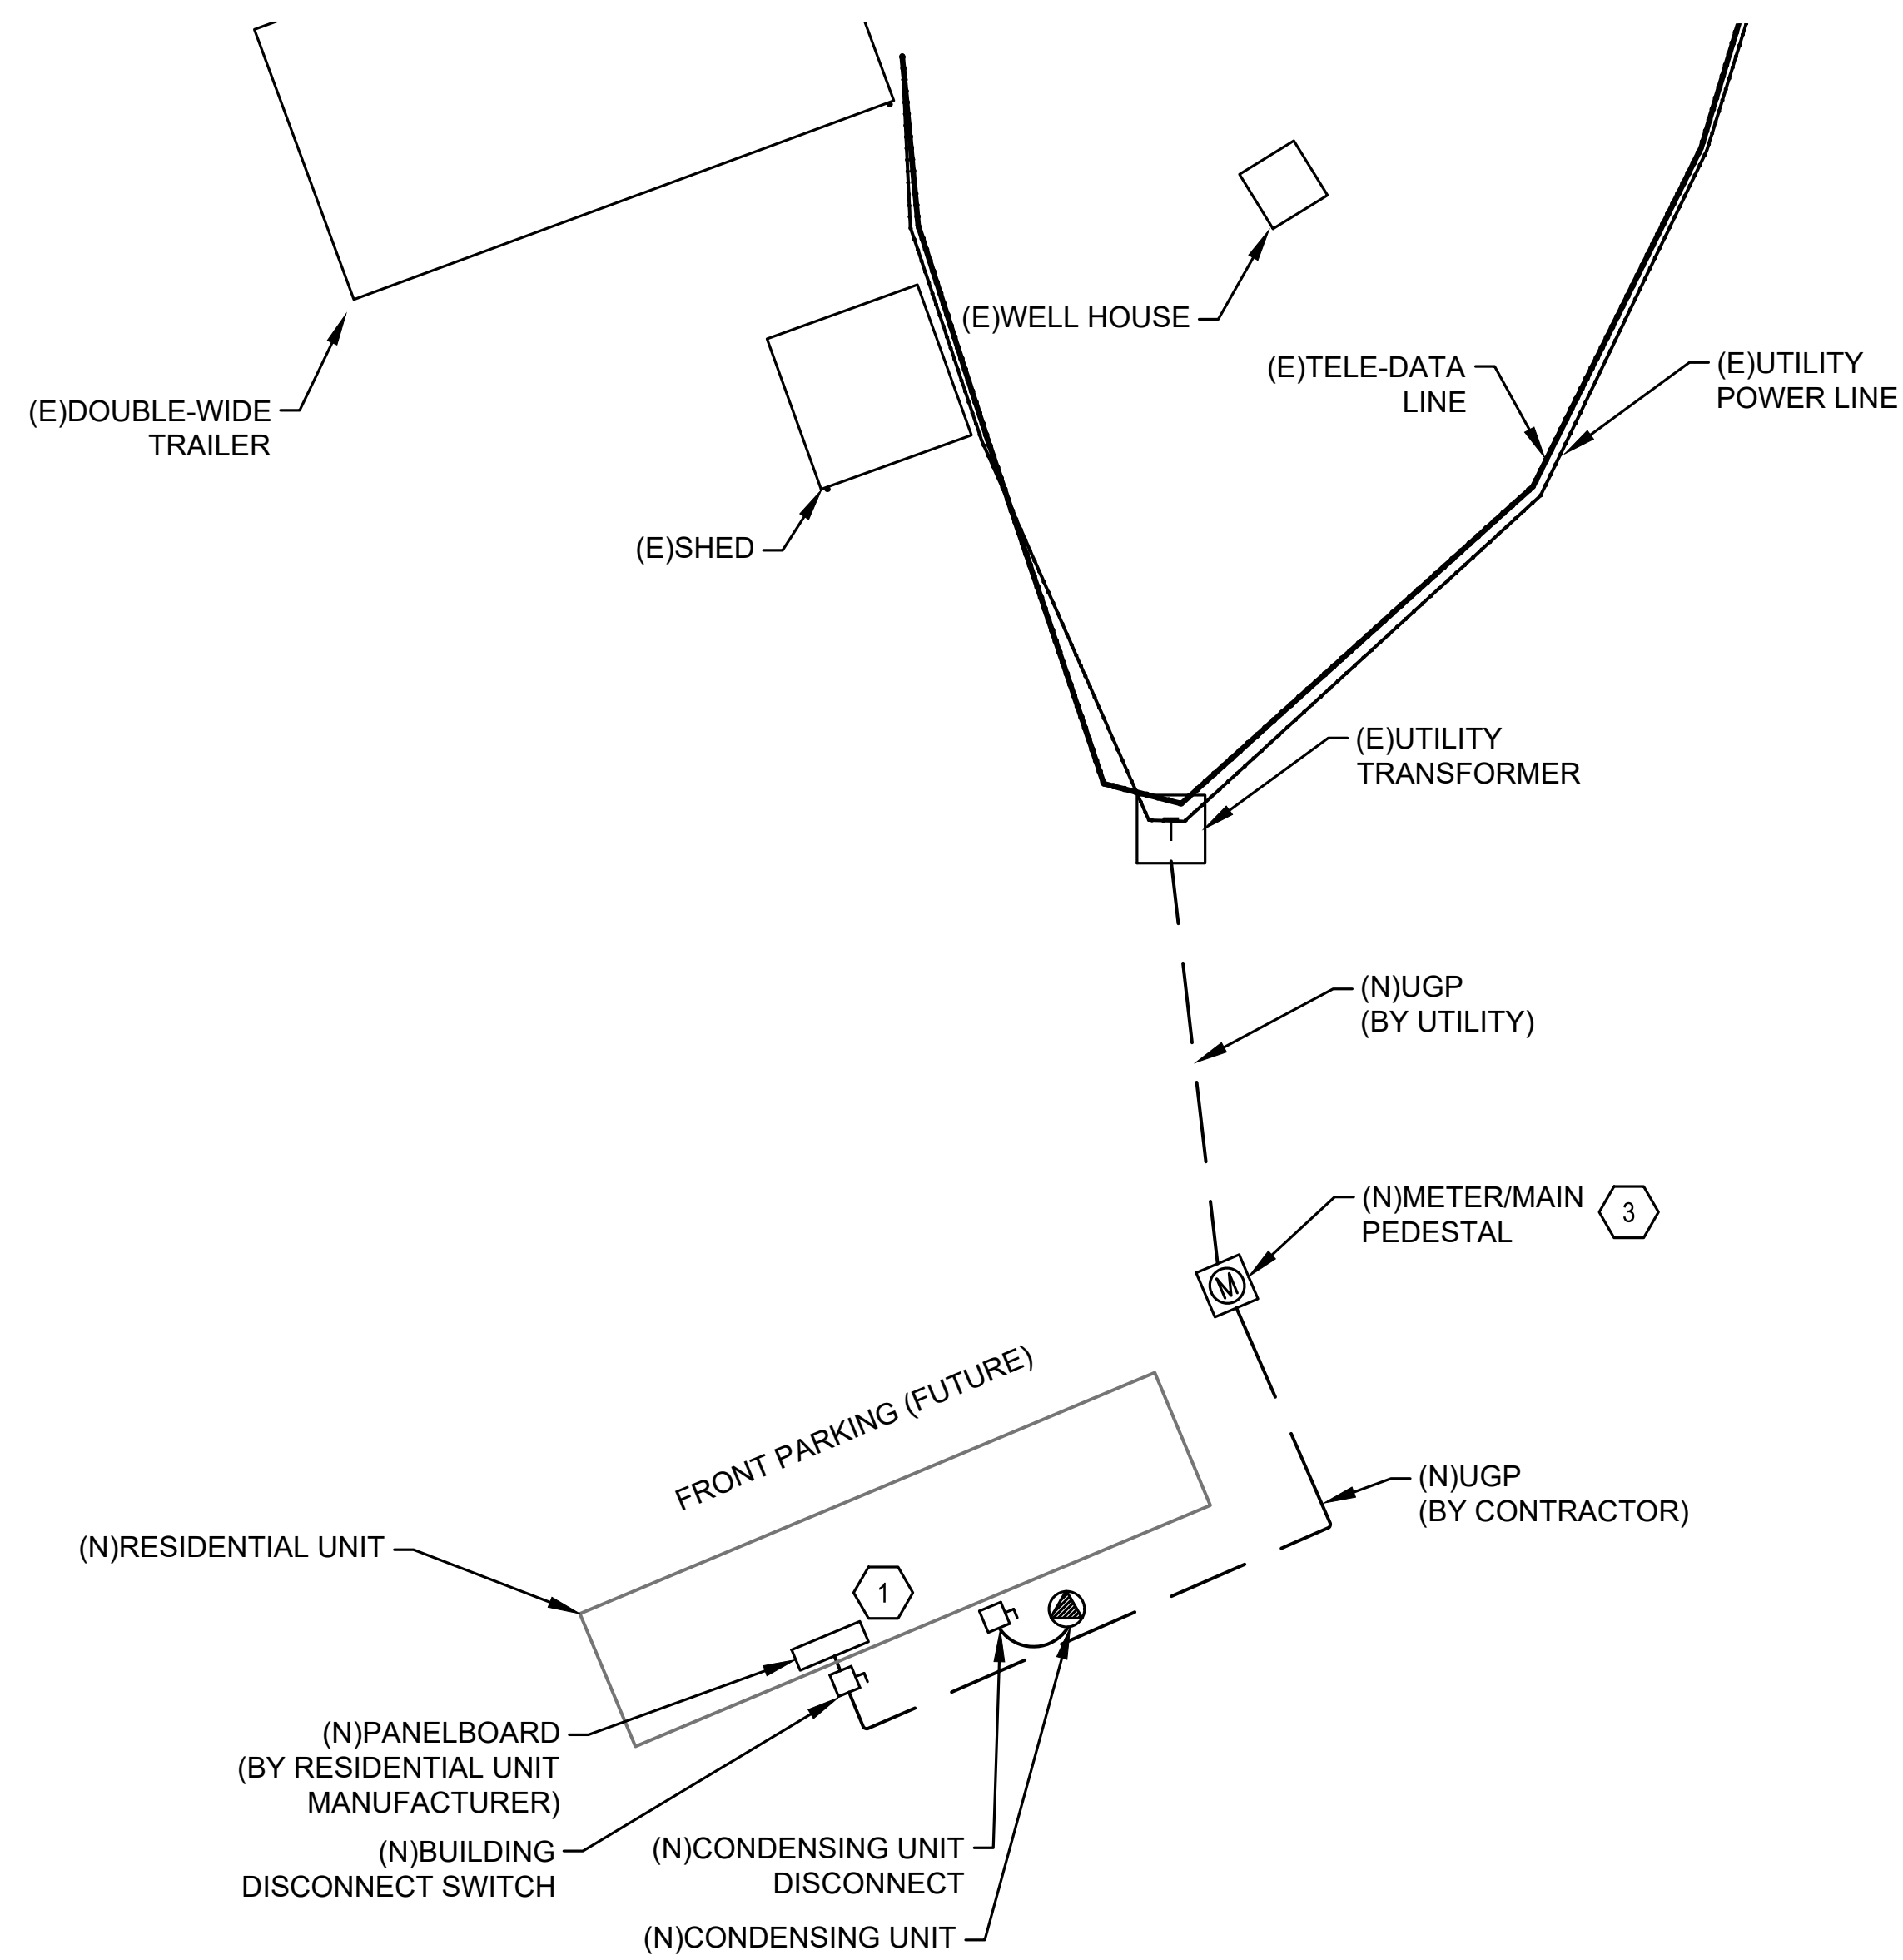 (E)WELL HOUSE
(E)TELE-DATA
LINE
(E)UTILITY
POWER LINE
(E)DOUBLE-WIDE
TRAILER
(E)SHED
(E)UTILITY
TRANSFORMER
T
(N)UGP
(BY UTILITY)
(N)METER/MAIN
PEDESTAL
3
M
FRONT PARKING (FUTURE)
(N)UGP
(BY CONTRACTOR)
(N)RESIDENTIAL UNIT
1
(N)PANELBOARD
(BY RESIDENTIAL UNIT
MANUFACTURER)
(N)BUILDING
DISCONNECT SWITCH
(N)CONDENSING UNIT
DISCONNECT
(N)CONDENSING UNIT